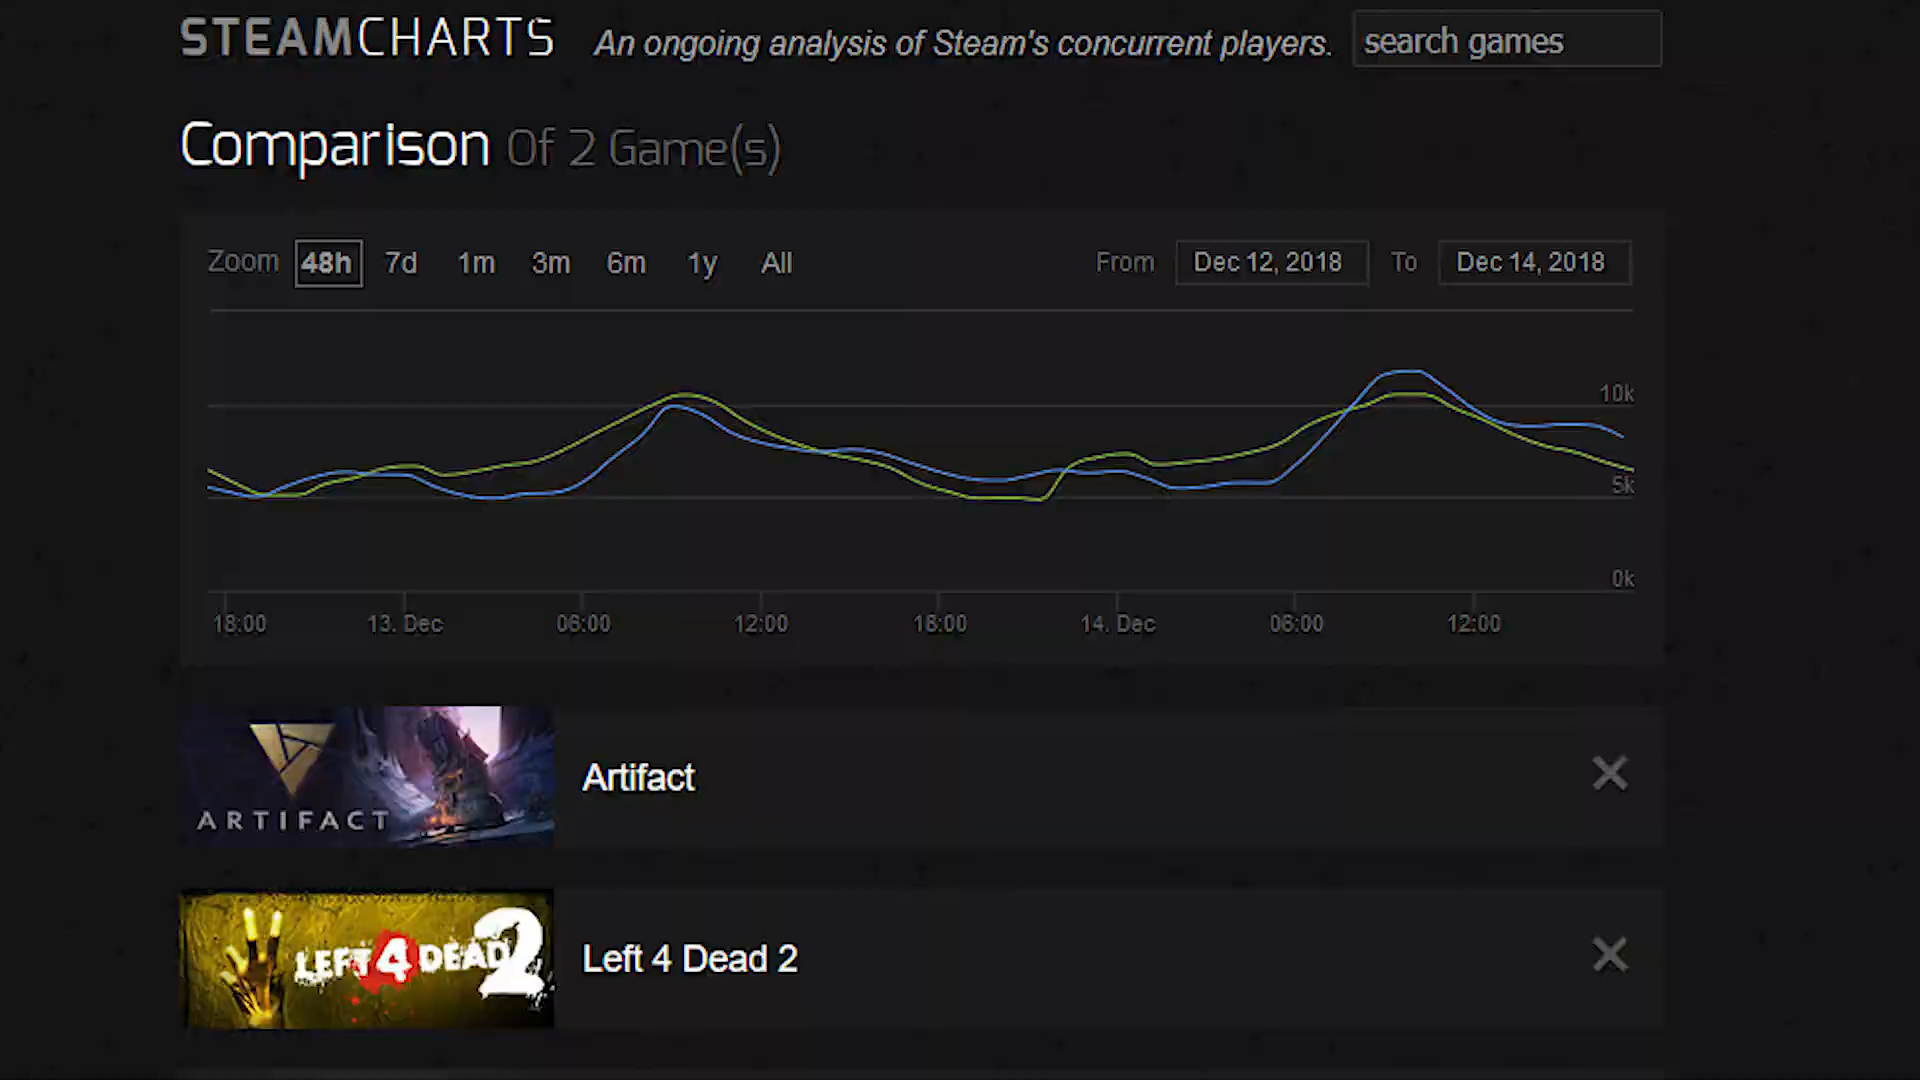 STEAMCHARTS An ongoing analysis of Steam's concurrent players. search games
Comparison Of 2 Game(s)
Zoom 48h 7d 1m 3m 6m 1y All From Dec 12, 2018 To Dec 14, 2018
10k
5k
0k
18:00 13. Dec 06:00 12:00 18:00 14. Dec 06:00 12:00
ARTIFACT
Artifact
LEFT 4 DEAD 2
Left 4 Dead 2